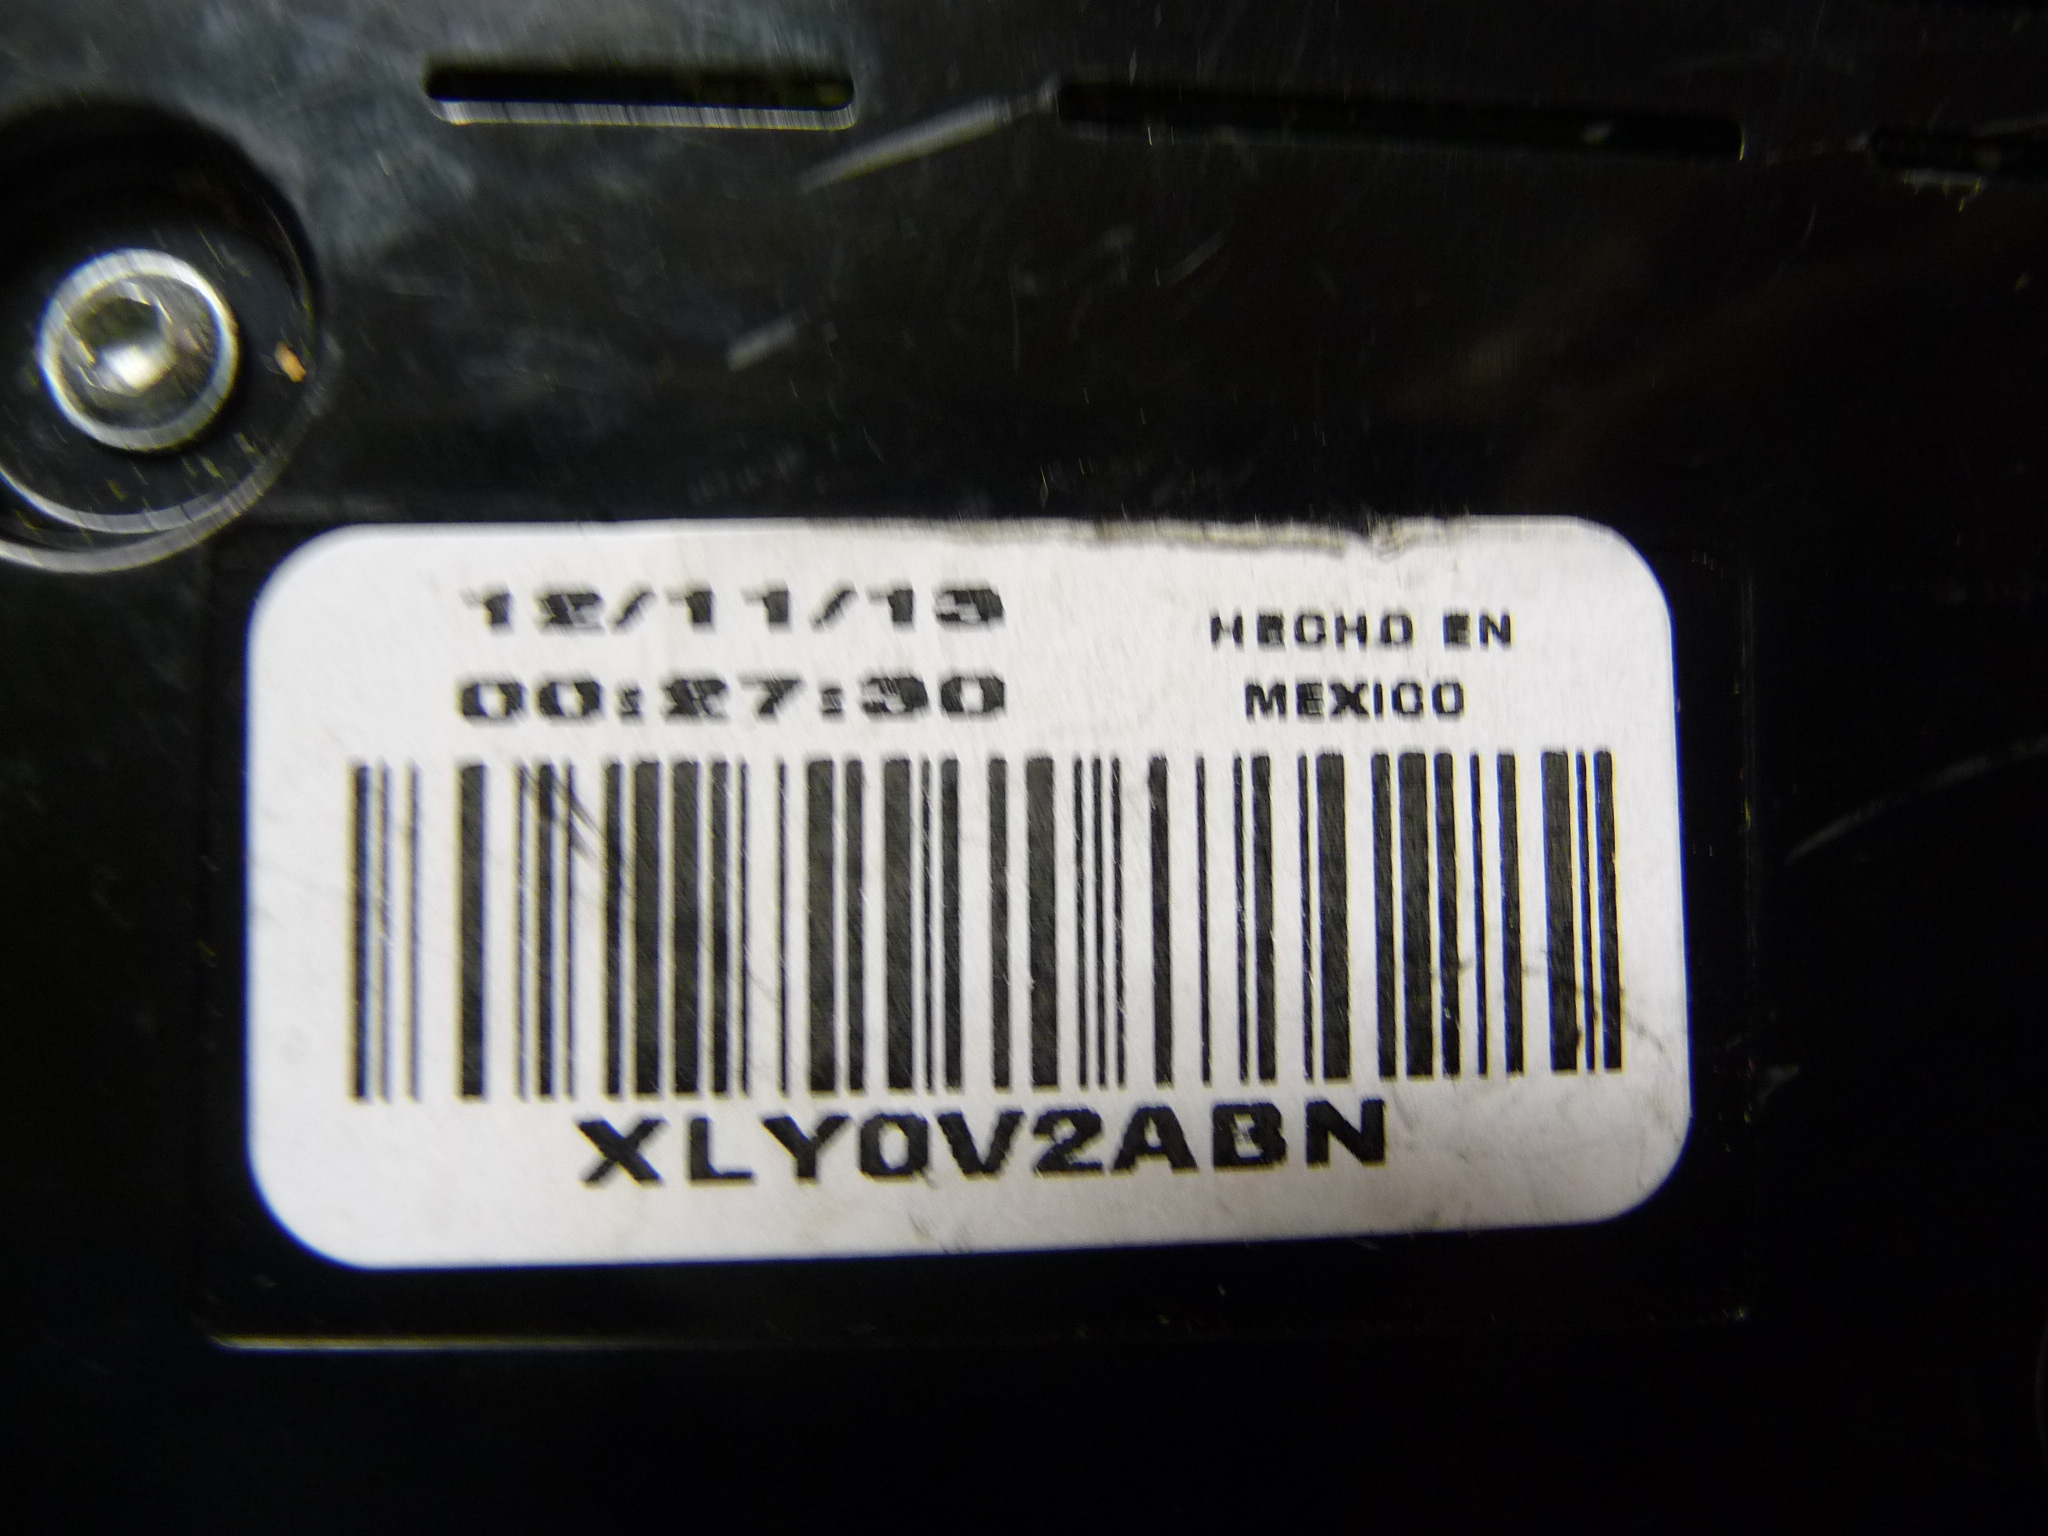 12/11/13
00:27:30
HECHO EN
MEXICO
XLY0V2ABN